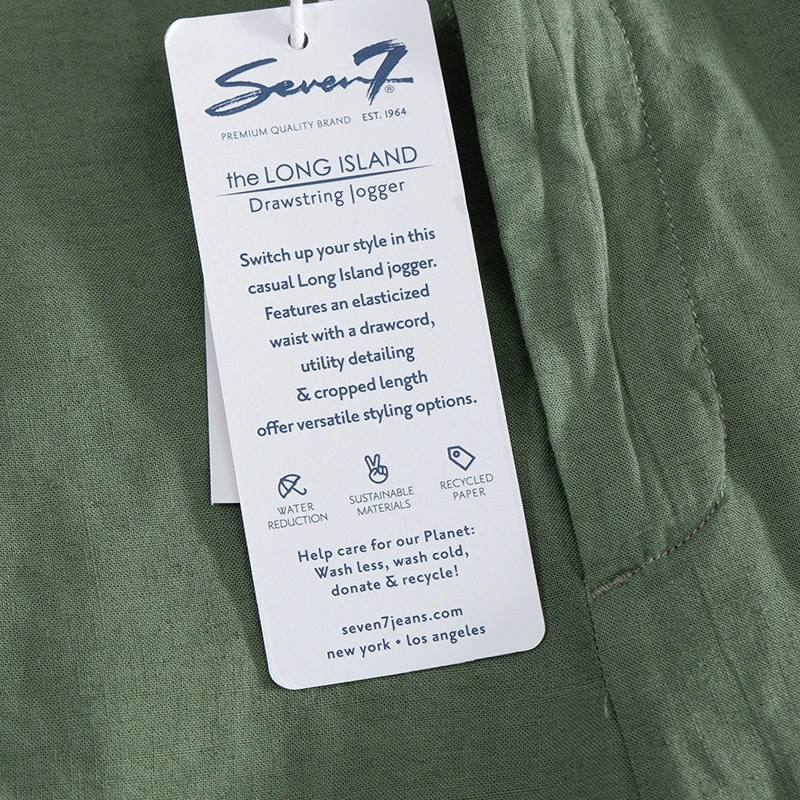 Seven7®
PREMIUM QUALITY BRAND EST. 1964
the LONG ISLAND
Drawstring Jogger
Switch up your style in this
casual Long Island jogger.
Features an elasticized
waist with a drawcord,
utility detailing
& cropped length
offer versatile styling options.
WATER
REDUCTION
SUSTAINABLE
MATERIALS
RECYCLED
PAPER
Help care for our Planet:
Wash less, wash cold,
donate & recycle!
seven7jeans.com
new york • los angeles